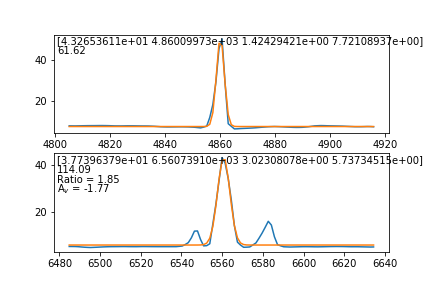 [4.32653611e+01 4.86009973e+03 1.42429421e+00 7.72108937e+00]
61.62
40
20
4800 4820 4840 4860 4880 4900 4920
[3.77396379e+01 6.56073910e+03 3.02308078e+00 5.73734515e+00]
114.09
Ratio = 1.85
Av = -1.77
40
20
6480 6500 6520 6540 6560 6580 6600 6620 6640